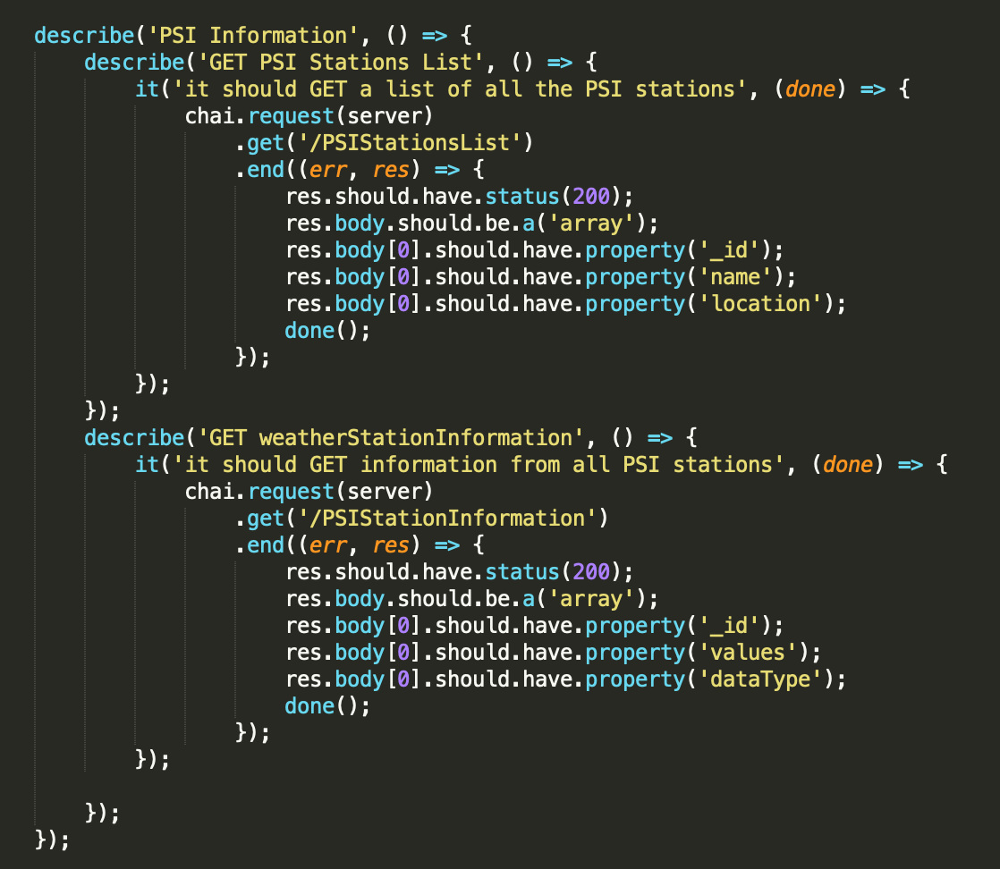 describe('PSI Information', () => {
    describe('GET PSI Stations List', () => {
        it('it should GET a list of all the PSI stations', (done) => {
            chai.request(server)
                .get('/PSIStationsList')
                .end((err, res) => {
                    res.should.have.status(200);
                    res.body.should.be.a('array');
                    res.body[0].should.have.property('_id');
                    res.body[0].should.have.property('name');
                    res.body[0].should.have.property('location');
                    done();
                });
        });
    });
    describe('GET weatherStationInformation', () => {
        it('it should GET information from all PSI stations', (done) => {
            chai.request(server)
                .get('/PSIStationInformation')
                .end((err, res) => {
                    res.should.have.status(200);
                    res.body.should.be.a('array');
                    res.body[0].should.have.property('_id');
                    res.body[0].should.have.property('values');
                    res.body[0].should.have.property('dataType');
                    done();
                });
        });

    });
});